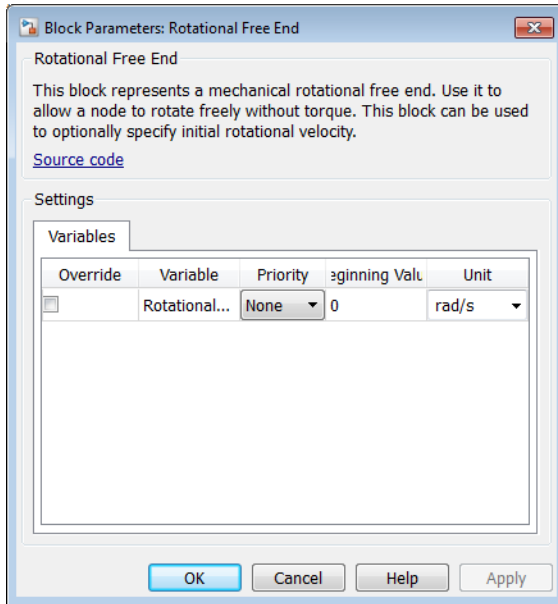 Block Parameters: Rotational Free End
Rotational Free End
This block represents a mechanical rotational free end. Use it to
allow a node to rotate freely without torque. This block can be used
to optionally specify initial rotational velocity.
Source code
Settings
Variables
Override Variable Priority eginning Valu Unit
Rotational... None 0 rad/s
OK Cancel Help Apply